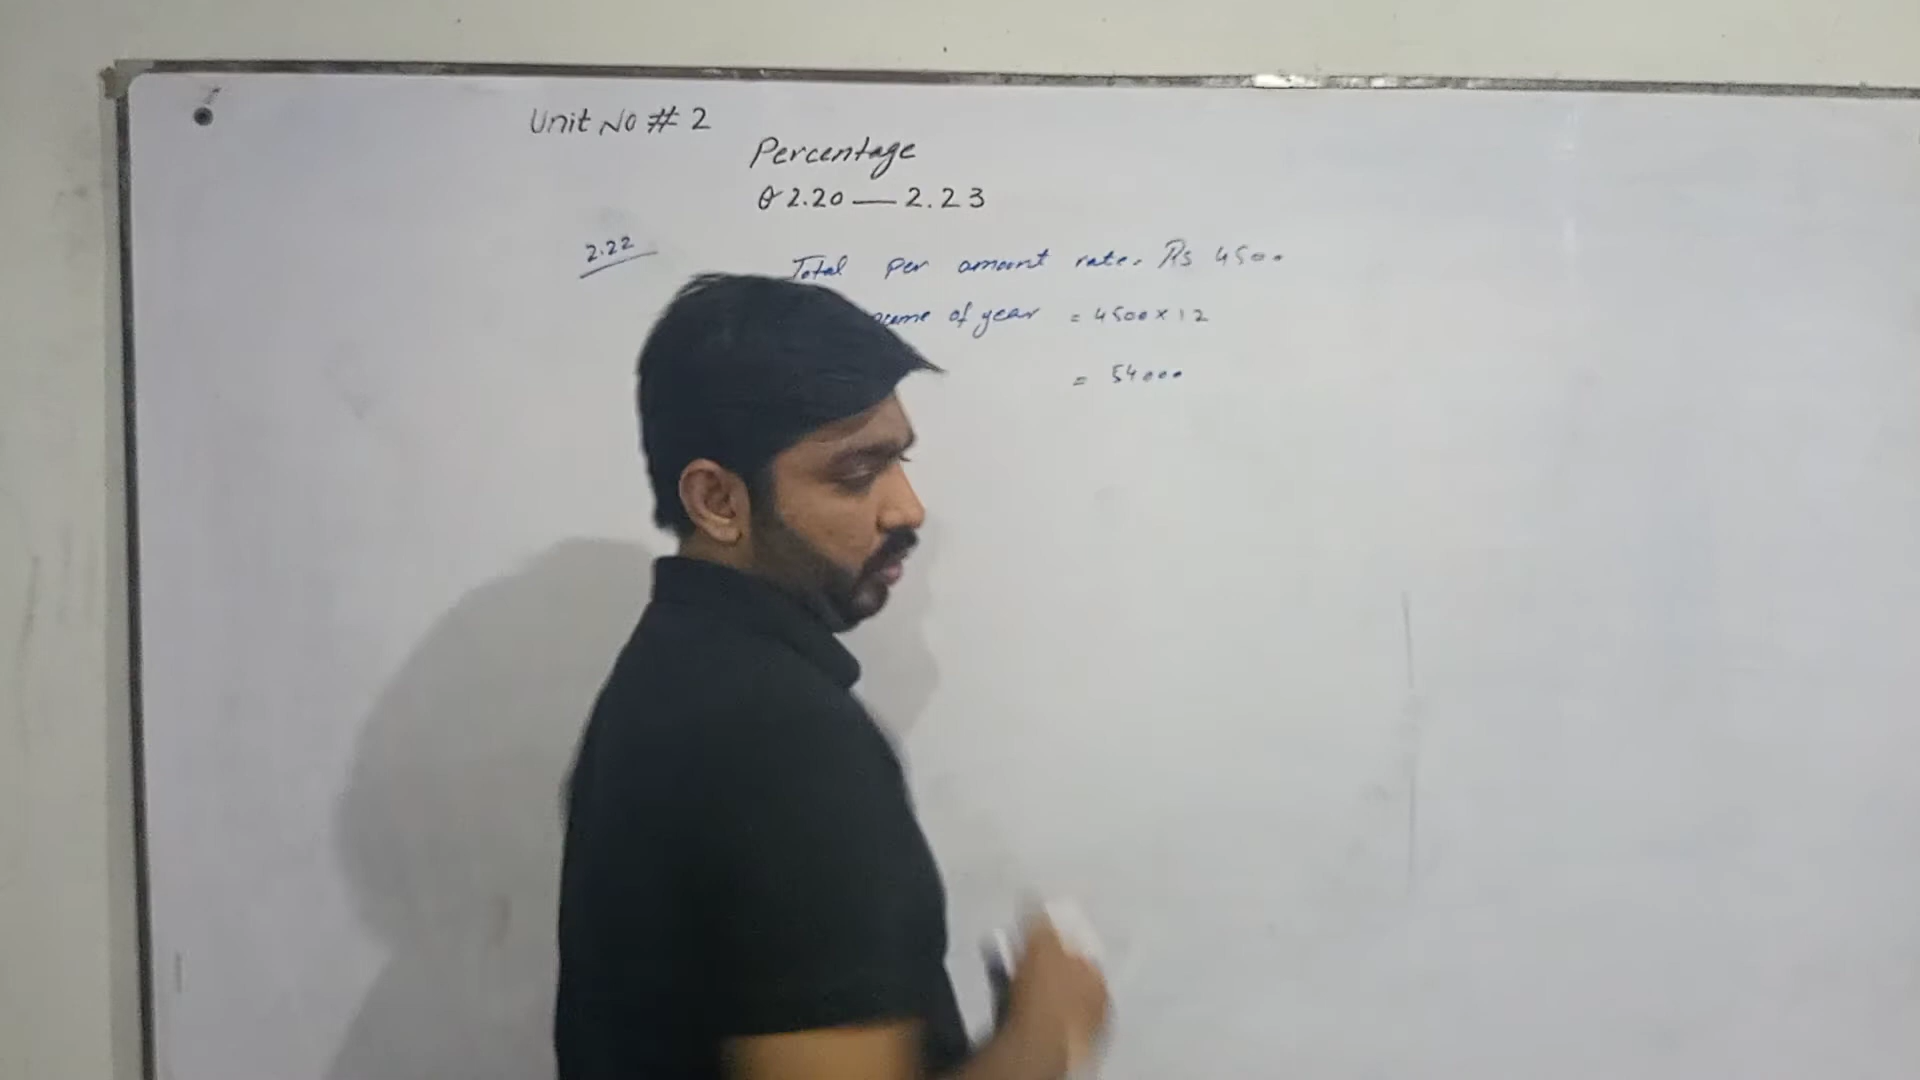 Unit No # 2
Percentage
Q 2.20 — 2.23
2.22
Total per amount rate. Rs 4500
of year = 4500 × 12
= 54000